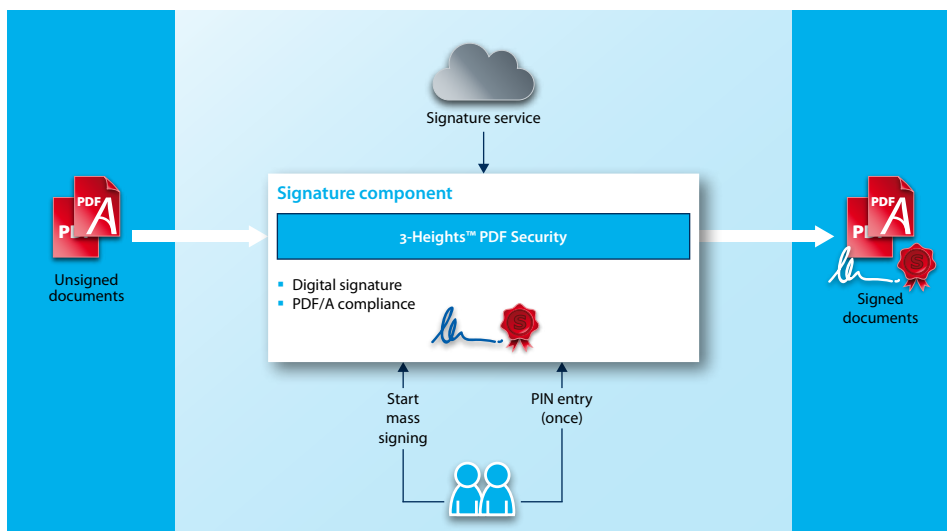 Signature service
Signature component
3-Heights™ PDF Security
PDF
PDF
A
Unsigned
documents
▪ Digital signature
▪ PDF/A compliance
S
PDF
PDF
A
S
Signed
documents
Start
mass
signing
PIN entry
(once)